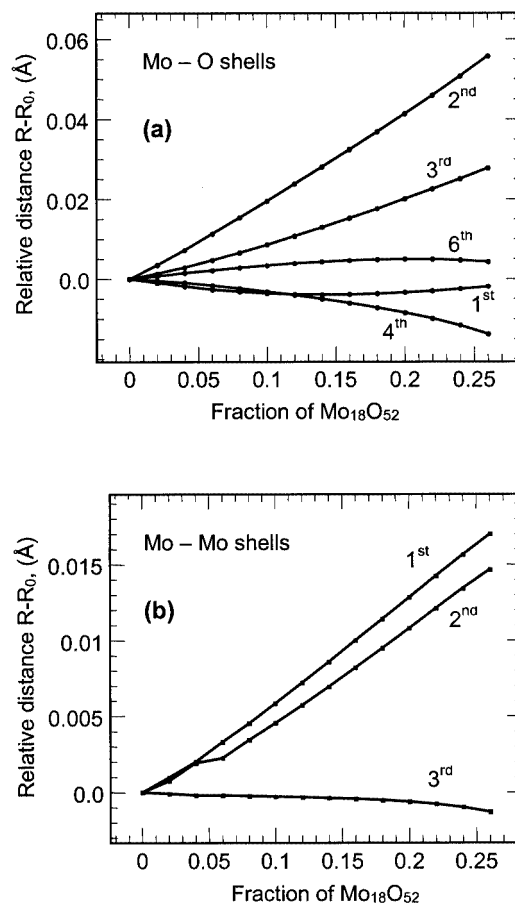 0.06
0.04
0.02
0.0
Relative distance R-R₀, (Å)
Mo – O shells
(a)
2ⁿᵈ
3ʳᵈ
6ᵗʰ
1ˢᵗ
4ᵗʰ
0 0.05 0.1 0.15 0.2 0.25
Fraction of Mo₁₈O₅₂
0.015
0.01
0.005
0.0
Relative distance R-R₀, (Å)
Mo – Mo shells
(b)
1ˢᵗ
2ⁿᵈ
3ʳᵈ
0 0.05 0.1 0.15 0.2 0.25
Fraction of Mo₁₈O₅₂